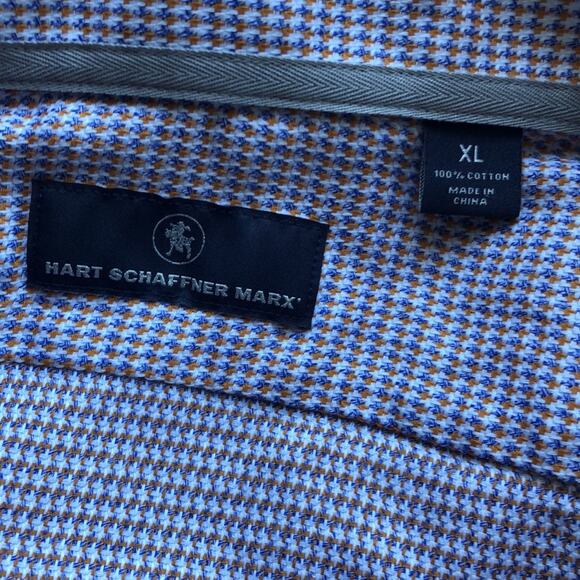 XL
100% COTTON
MADE IN
CHINA
HART SCHAFFNER MARX®